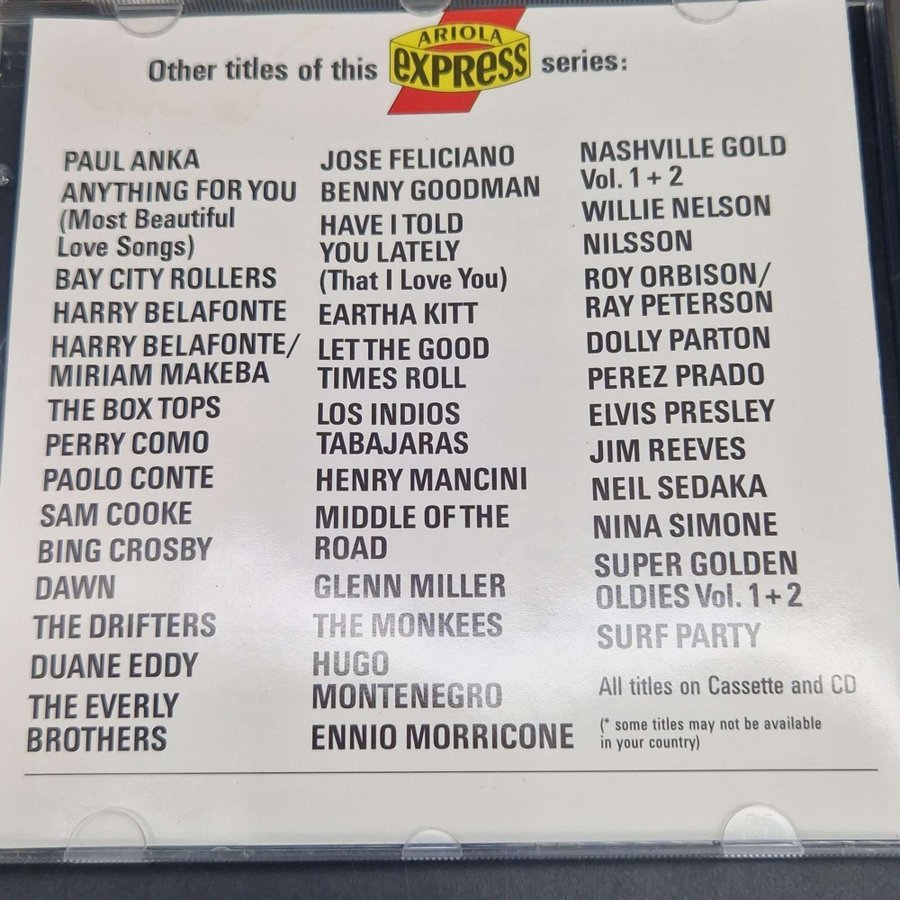 Other titles of this ARIOLA express series:
PAUL ANKA
ANYTHING FOR YOU
(Most Beautiful
Love Songs)
BAY CITY ROLLERS
HARRY BELAFONTE
HARRY BELAFONTE/
MIRIAM MAKEBA
THE BOX TOPS
PERRY COMO
PAOLO CONTE
SAM COOKE
BING CROSBY
DAWN
THE DRIFTERS
DUANE EDDY
THE EVERLY
BROTHERS
JOSE FELICIANO
BENNY GOODMAN
HAVE I TOLD
YOU LATELY
(That I Love You)
EARTHA KITT
LET THE GOOD
TIMES ROLL
LOS INDIOS
TABAJARAS
HENRY MANCINI
MIDDLE OF THE
ROAD
GLENN MILLER
THE MONKEES
HUGO
MONTENEGRO
ENNIO MORRICONE
NASHVILLE GOLD
Vol. 1 + 2
WILLIE NELSON
NILSSON
ROY ORBISON/
RAY PETERSON
DOLLY PARTON
PEREZ PRADO
ELVIS PRESLEY
JIM REEVES
NEIL SEDAKA
NINA SIMONE
SUPER GOLDEN
OLDIES Vol. 1 + 2
SURF PARTY
All titles on Cassette and CD
(* some titles may not be available
in your country)